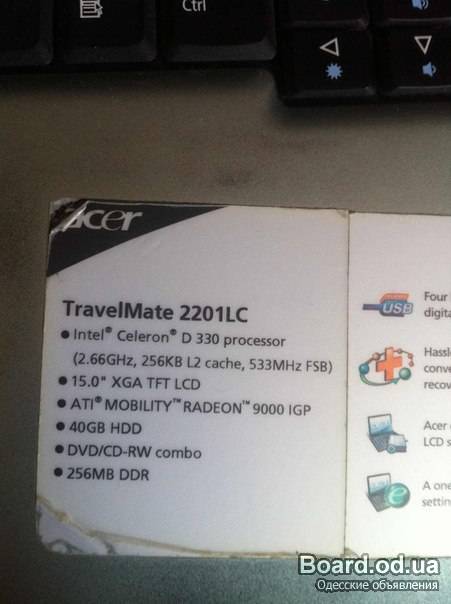 Ctrl
acer
TravelMate 2201LC
• Intel® Celeron® D 330 processor
(2.66GHz, 256KB L2 cache, 533MHz FSB)
• 15.0" XGA TFT LCD
• ATI® MOBILITY™ RADEON™ 9000 IGP
• 40GB HDD
• DVD/CD-RW combo
• 256MB DDR
USB
Four
digita
Hassl
conve
recov
Acer
LCD s
A one
settin
Board.od.ua
Одесские объявления